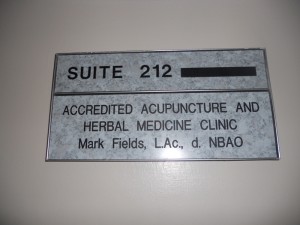 SUITE 212
ACCREDITED ACUPUNCTURE AND
HERBAL MEDICINE CLINIC
Mark Fields, L.Ac., d. NBAO